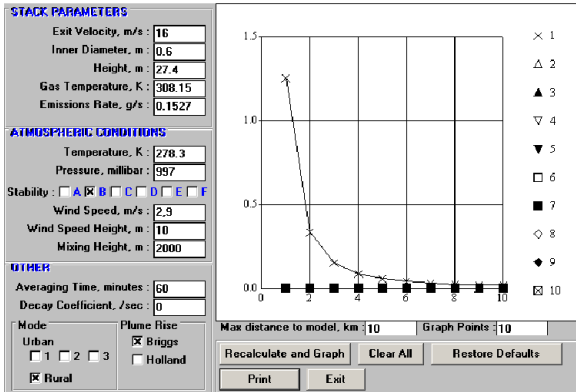 STACK PARAMETERS
Exit Velocity, m/s : 16
Inner Diameter, m : 0.6
Height, m : 27.4
Gas Temperature, K : 308.15
Emissions Rate, g/s : 0.1527
ATMOSPHERIC CONDITIONS
Temperature, K : 278.3
Pressure, millibar : 997
Stability : A B C D E F
Wind Speed, m/s : 2,9
Wind Speed Height, m : 10
Mixing Height, m : 2000
OTHER
Averaging Time, minutes : 60
Decay Coefficient, /sec : 0
Mode
Urban
1 2 3
Rural
Plume Rise
Briggs
Holland
1.5
1.0
0.5
0.0
0 2 4 6 8 10
1
2
3
4
5
6
7
8
9
10
Max distance to model, km : 10 Graph Points : 10
Recalculate and Graph Clear All Restore Defaults
Print Exit